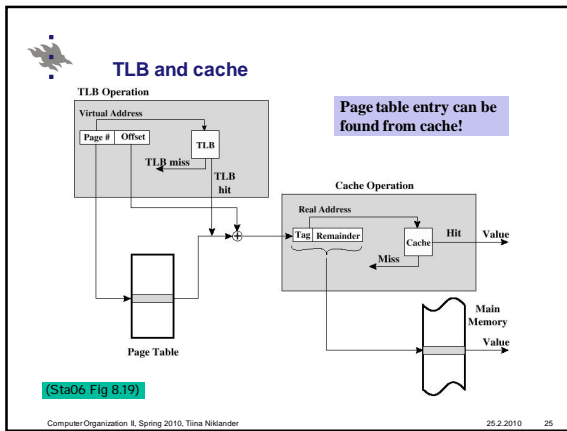 TLB and cache
TLB Operation
Virtual Address
Page # Offset
TLB
TLB miss
TLB
hit
Page table entry can be
found from cache!
Cache Operation
Real Address
Tag Remainder
Cache
Hit
Value
Miss
Main
Memory
Value
Page Table
(Sta06 Fig 8.19)
Computer Organization II, Spring 2010, Tiina Niklander
25.2.2010 25